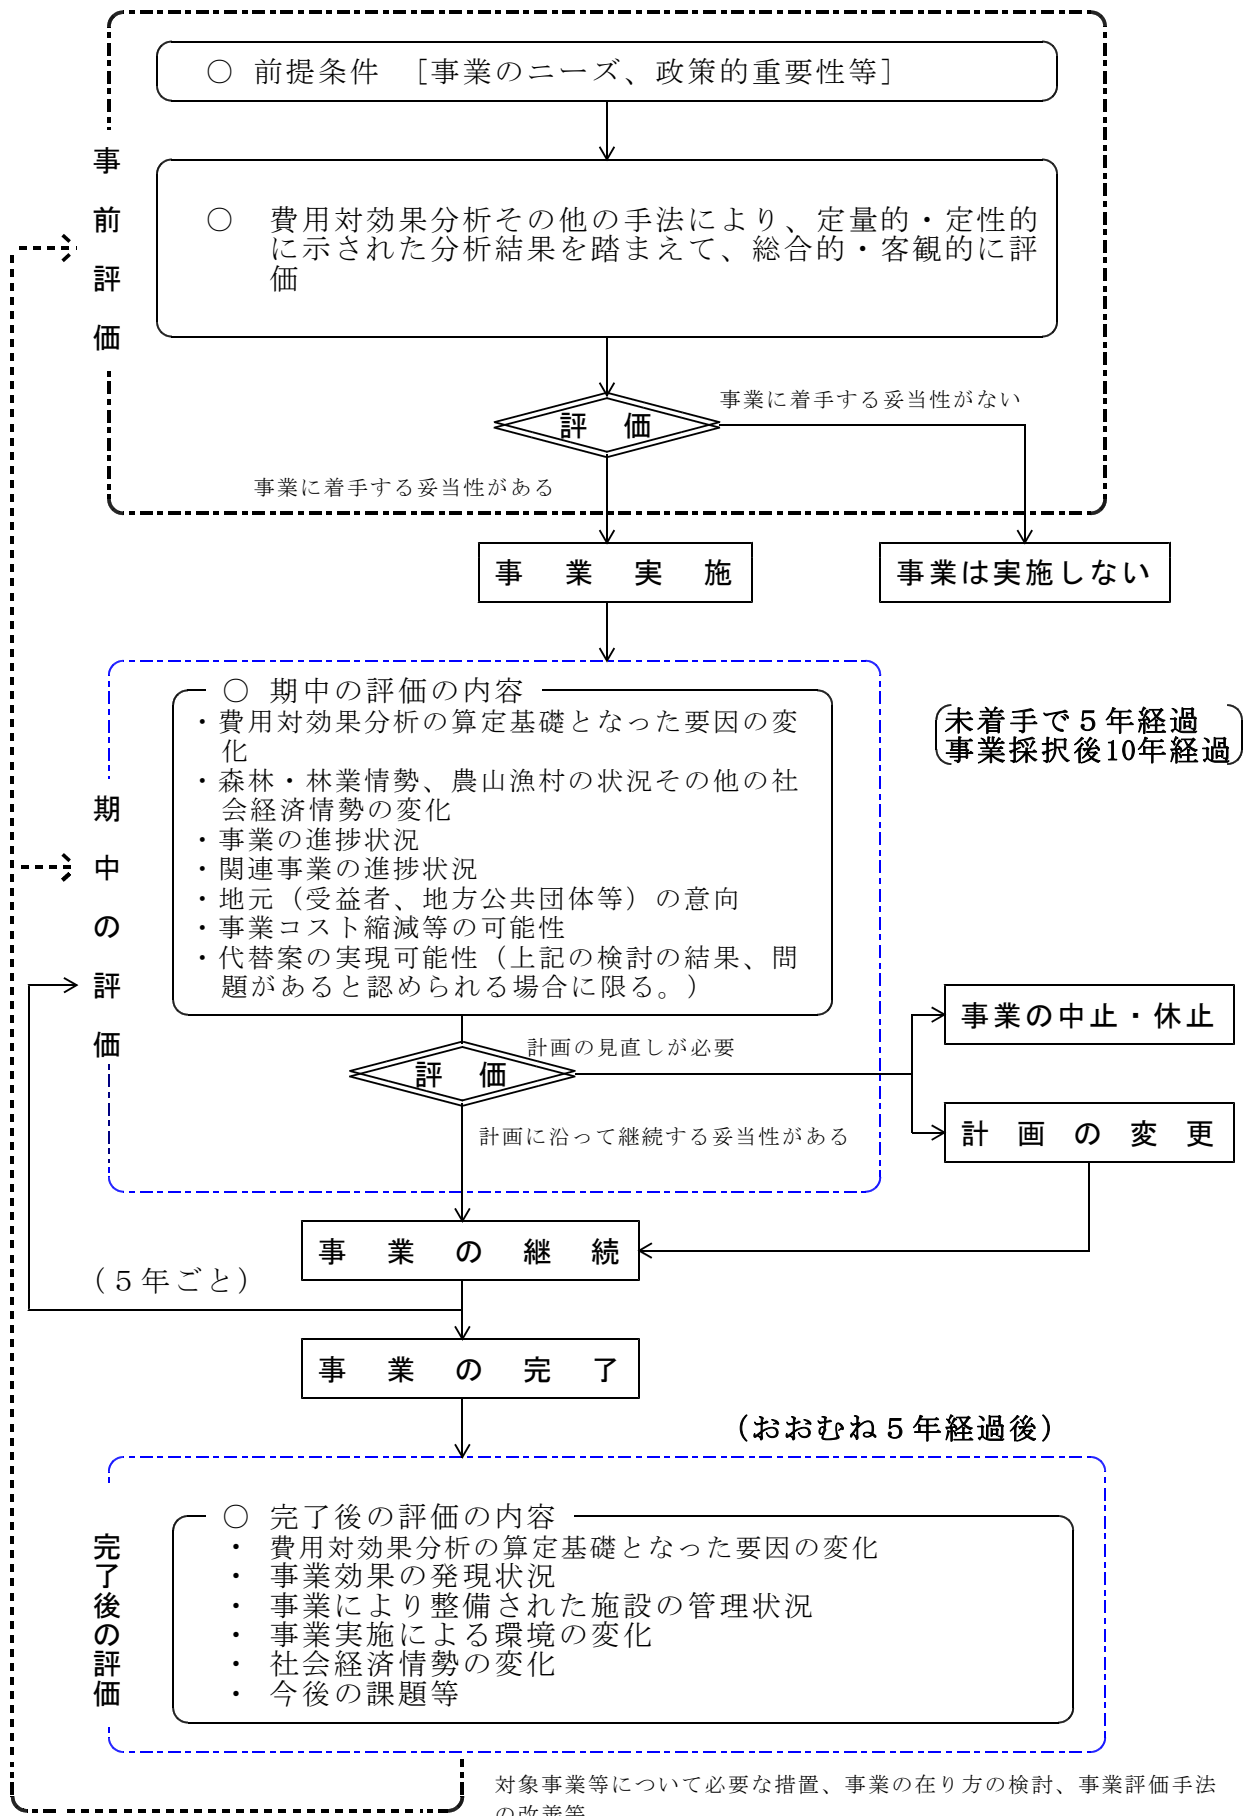 ○ 前提条件 ［事業のニーズ、政策的重要性等］
事前評価
○ 費用対効果分析その他の手法により、定量的・定性的
に示された分析結果を踏まえて、総合的・客観的に評
価
事業に着手する妥当性がない
評 価
事業に着手する妥当性がある
事 業 実 施
事業は実施しない
期中の評価
○ 期中の評価の内容
・費用対効果分析の算定基礎となった要因の変
化
・森林・林業情勢、農山漁村の状況その他の社
会経済情勢の変化
・事業の進捗状況
・関連事業の進捗状況
・地元（受益者、地方公共団体等）の意向
・事業コスト縮減等の可能性
・代替案の実現可能性（上記の検討の結果、問
題があると認められる場合に限る。）
未着手で５年経過
事業採択後10年経過
計画の見直しが必要
評 価
事業の中止・休止
計 画 の 変 更
計画に沿って継続する妥当性がある
事 業 の 継 続
（５年ごと）
事 業 の 完 了
（おおむね５年経過後）
完了後の評価
○ 完了後の評価の内容
・ 費用対効果分析の算定基礎となった要因の変化
・ 事業効果の発現状況
・ 事業により整備された施設の管理状況
・ 事業実施による環境の変化
・ 社会経済情勢の変化
・ 今後の課題等
対象事業等について必要な措置、事業の在り方の検討、事業評価手法
の改善等